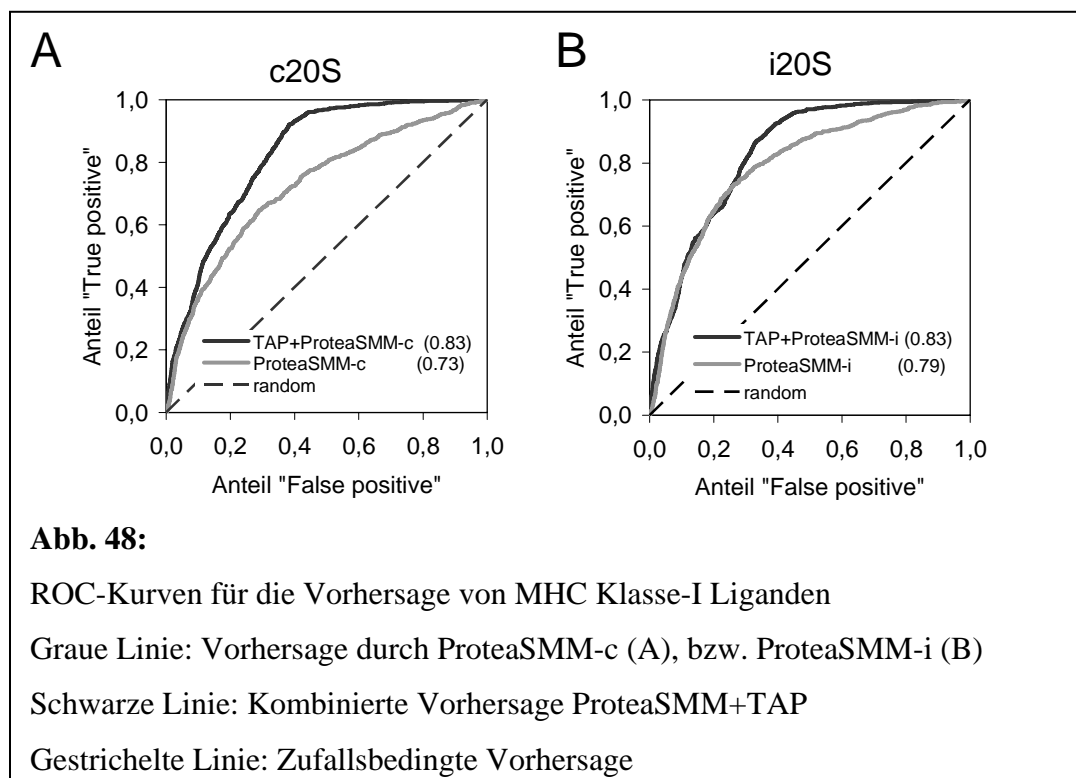 A
c20S
1,0
0,8
0,6
0,4
0,2
0,0
Anteil "True positive"
TAP+ProteaSMM-c (0.83)
ProteaSMM-c (0.73)
random
0,0 0,2 0,4 0,6 0,8 1,0
Anteil "False positive"
B
i20S
1,0
0,8
0,6
0,4
0,2
0,0
Anteil "True positive"
TAP+ProteaSMM-i (0.83)
ProteaSMM-i (0.79)
random
0,0 0,2 0,4 0,6 0,8 1,0
Anteil "False positive"
Abb. 48:
ROC-Kurven für die Vorhersage von MHC Klasse-I Liganden
Graue Linie: Vorhersage durch ProteaSMM-c (A), bzw. ProteaSMM-i (B)
Schwarze Linie: Kombinierte Vorhersage ProteaSMM+TAP
Gestrichelte Linie: Zufallsbedingte Vorhersage